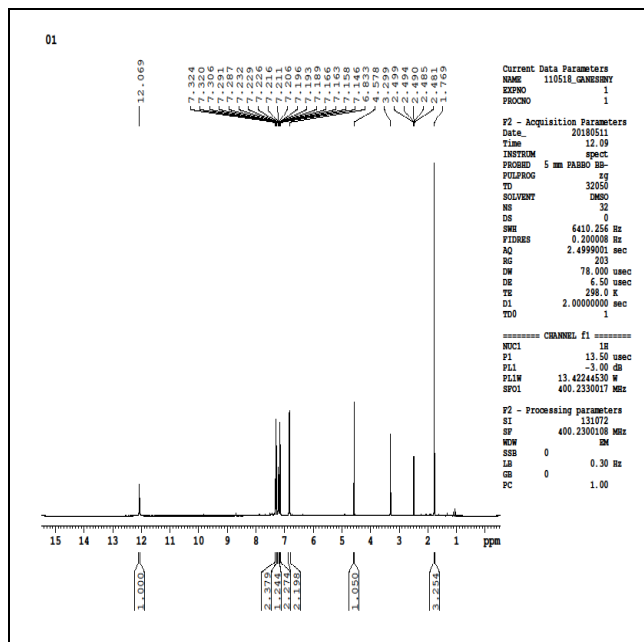 01
12.069
7.324
7.320
7.306
7.291
7.287
7.232
7.229
7.226
7.216
7.211
7.206
7.196
7.193
7.189
7.166
7.163
7.158
7.146
6.833
4.578
3.299
2.499
2.494
2.490
2.485
2.481
1.769
Current Data Parameters
NAME 110518_GANESHNY
EXPNO 1
PROCNO 1
F2 - Acquisition Parameters
Date_ 20180511
Time 12.09
INSTRUM spect
PROBHD 5 mm PABBO BB-
PULPROG zg
TD 32050
SOLVENT DMSO
NS 32
DS 0
SWH 6410.256 Hz
FIDRES 0.200008 Hz
AQ 2.4999001 sec
RG 203
DW 78.000 usec
DE 6.50 usec
TE 298.0 K
D1 2.00000000 sec
TD0 1
======== CHANNEL f1 ========
NUC1 1H
P1 13.50 usec
PL1 -3.00 dB
PL1W 13.42244530 W
SFO1 400.2330017 MHz
F2 - Processing parameters
SI 131072
SF 400.2300108 MHz
WDW EM
SSB 0
LB 0.30 Hz
GB 0
PC 1.00
15 14 13 12 11 10 9 8 7 6 5 4 3 2 1 ppm
1.000
2.379
1.244
2.274
2.198
1.050
3.254